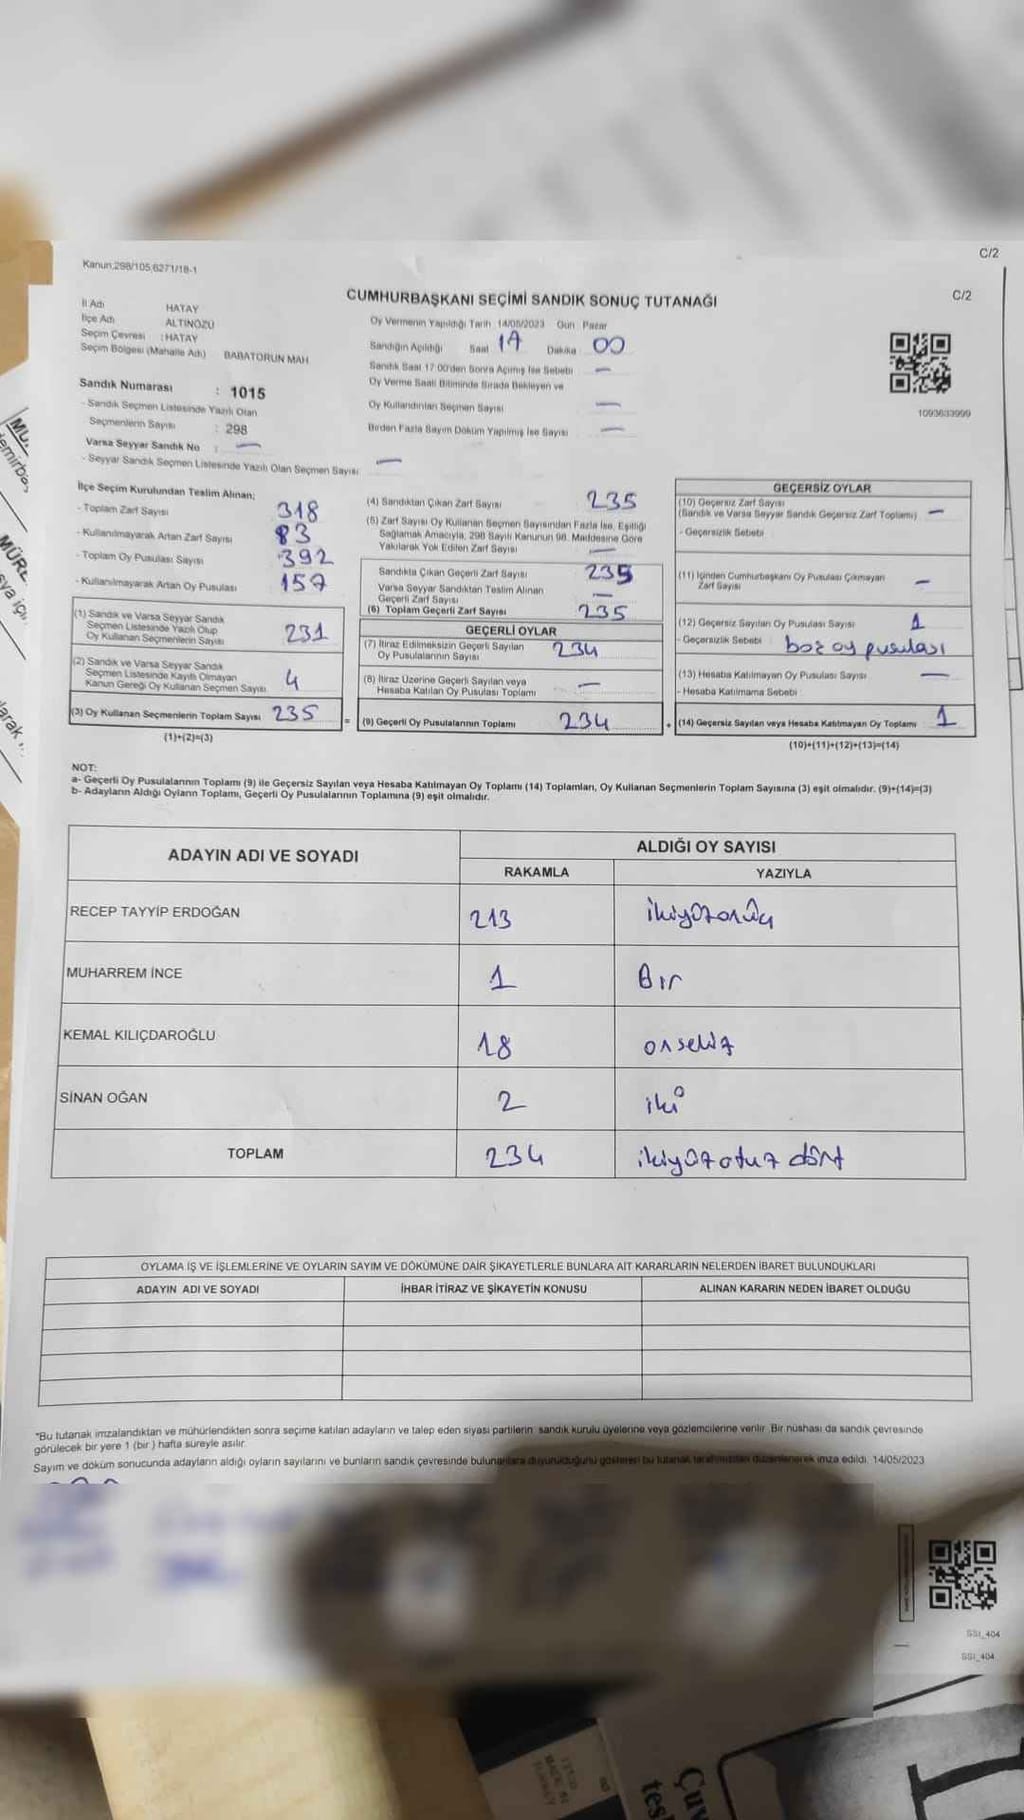 C/2
Kanun:298/105,6271/18-1
C/2
CUMHURBAŞKANI SEÇİMİ SANDIK SONUÇ TUTANAĞI
İl Adı HATAY
İlçe Adı ALTINÖZÜ
Seçim Çevresi :HATAY
Seçim Bölgesi (Mahalle Adı) BABATORUN MAH
Sandık Numarası : 1015
- Sandık Seçmen Listesinde Yazılı Olan
Seçmenlerin Sayısı : 298
Varsa Seyyar Sandık No : —
- Seyyar Sandık Seçmen Listesinde Yazılı Olan Seçmen Sayısı —
Oy Vermenin Yapıldığı Tarih 14/05/2023 Gün Pazar
Sandığın Açıldığı Saat 17 Dakika 00
Sandık Saat 17:00'den Sonra Açılmış İse Sebebi —
Oy Verme Saati Bitiminde Sırada Bekleyen ve
Oy Kullandırılan Seçmen Sayısı —
Birden Fazla Sayım Döküm Yapılmış İse Sayısı —
1093633999
İlçe Seçim Kurulundan Teslim Alınan;
- Toplam Zarf Sayısı 318
- Kullanılmayarak Artan Zarf Sayısı 83
- Toplam Oy Pusulası Sayısı 392
- Kullanılmayarak Artan Oy Pusulası 157
(1) Sandık ve Varsa Seyyar Sandık
Seçmen Listesinde Yazılı Olup
Oy Kullanan Seçmenlerin Sayısı 231
(2) Sandık ve Varsa Seyyar Sandık
Seçmen Listesinde Kayıtlı Olmayan
Kanun Gereği Oy Kullanan Seçmen Sayısı 4
(3) Oy Kullanan Seçmenlerin Toplam Sayısı 235 =
(1)+(2)=(3)
(4) Sandıktan Çıkan Zarf Sayısı 235
(5) Zarf Sayısı Oy Kullanan Seçmen Sayısından Fazla İse, Eşitliği
Sağlamak Amacıyla, 298 Sayılı Kanunun 98. Maddesine Göre
Yakılarak Yok Edilen Zarf Sayısı —
Sandıkta Çıkan Geçerli Zarf Sayısı 235
Varsa Seyyar Sandıktan Teslim Alınan
Geçerli Zarf Sayısı —
(6) Toplam Geçerli Zarf Sayısı 235
GEÇERLİ OYLAR
(7) İtiraz Edilmeksizin Geçerli Sayılan
Oy Pusulalarının Sayısı 234
(8) İtiraz Üzerine Geçerli Sayılan veya
Hesaba Katılan Oy Pusulası Toplamı —
(9) Geçerli Oy Pusulalarının Toplamı 234 +
GEÇERSİZ OYLAR
(10) Geçersiz Zarf Sayısı
(Sandık ve Varsa Seyyar Sandık Geçersiz Zarf Toplamı) —
- Geçersizlik Sebebi
(11) İçinden Cumhurbaşkanı Oy Pusulası Çıkmayan
Zarf Sayısı —
(12) Geçersiz Sayılan Oy Pusulası Sayısı 1
- Geçersizlik Sebebi boz oy pusulası
(13) Hesaba Katılmayan Oy Pusulası Sayısı —
- Hesaba Katılmama Sebebi
(14) Geçersiz Sayılan veya Hesaba Katılmayan Oy Toplamı 1
(10)+(11)+(12)+(13)=(14)
NOT:
a- Geçerli Oy Pusulalarının Toplamı (9) ile Geçersiz Sayılan veya Hesaba Katılmayan Oy Toplamı (14) Toplamları, Oy Kullanan Seçmenlerin Toplam Sayısına (3) eşit olmalıdır. (9)+(14)=(3)
b- Adayların Aldığı Oyların Toplamı, Geçerli Oy Pusulalarının Toplamına (9) eşit olmalıdır.
ADAYIN ADI VE SOYADI ALDIĞI OY SAYISI
RAKAMLA YAZIYLA
RECEP TAYYİP ERDOĞAN 213 ikiyüzonüç
MUHARREM İNCE 1 Bir
KEMAL KILIÇDAROĞLU 18 onsekiz
SİNAN OĞAN 2 iki
TOPLAM 234 ikiyüz otuz dört
OYLAMA İŞ VE İŞLEMLERİNE VE OYLARIN SAYIM VE DÖKÜMÜNE DAİR ŞİKAYETLERLE BUNLARA AİT KARARLARIN NELERDEN İBARET BULUNDUKLARI
ADAYIN ADI VE SOYADI İHBAR İTİRAZ VE ŞİKAYETİN KONUSU ALINAN KARARIN NEDEN İBARET OLDUĞU
"Bu tutanak imzalandıktan ve mühürlendikten sonra seçime katılan adayların ve talep eden siyasi partilerin sandık kurulu üyelerine veya gözlemcilerine verilir. Bir nüshası da sandık çevresinde
görülecek bir yere 1 (bir) hafta süreyle asılır.
Sayım ve döküm sonucunda adayların aldığı oyların sayılarını ve bunların sandık çevresinde bulunanlara duyurulduğunu gösteren bu tutanak tarafımızdan düzenlenerek imza edildi. 14/05/2023
SSI_404
SSI_404